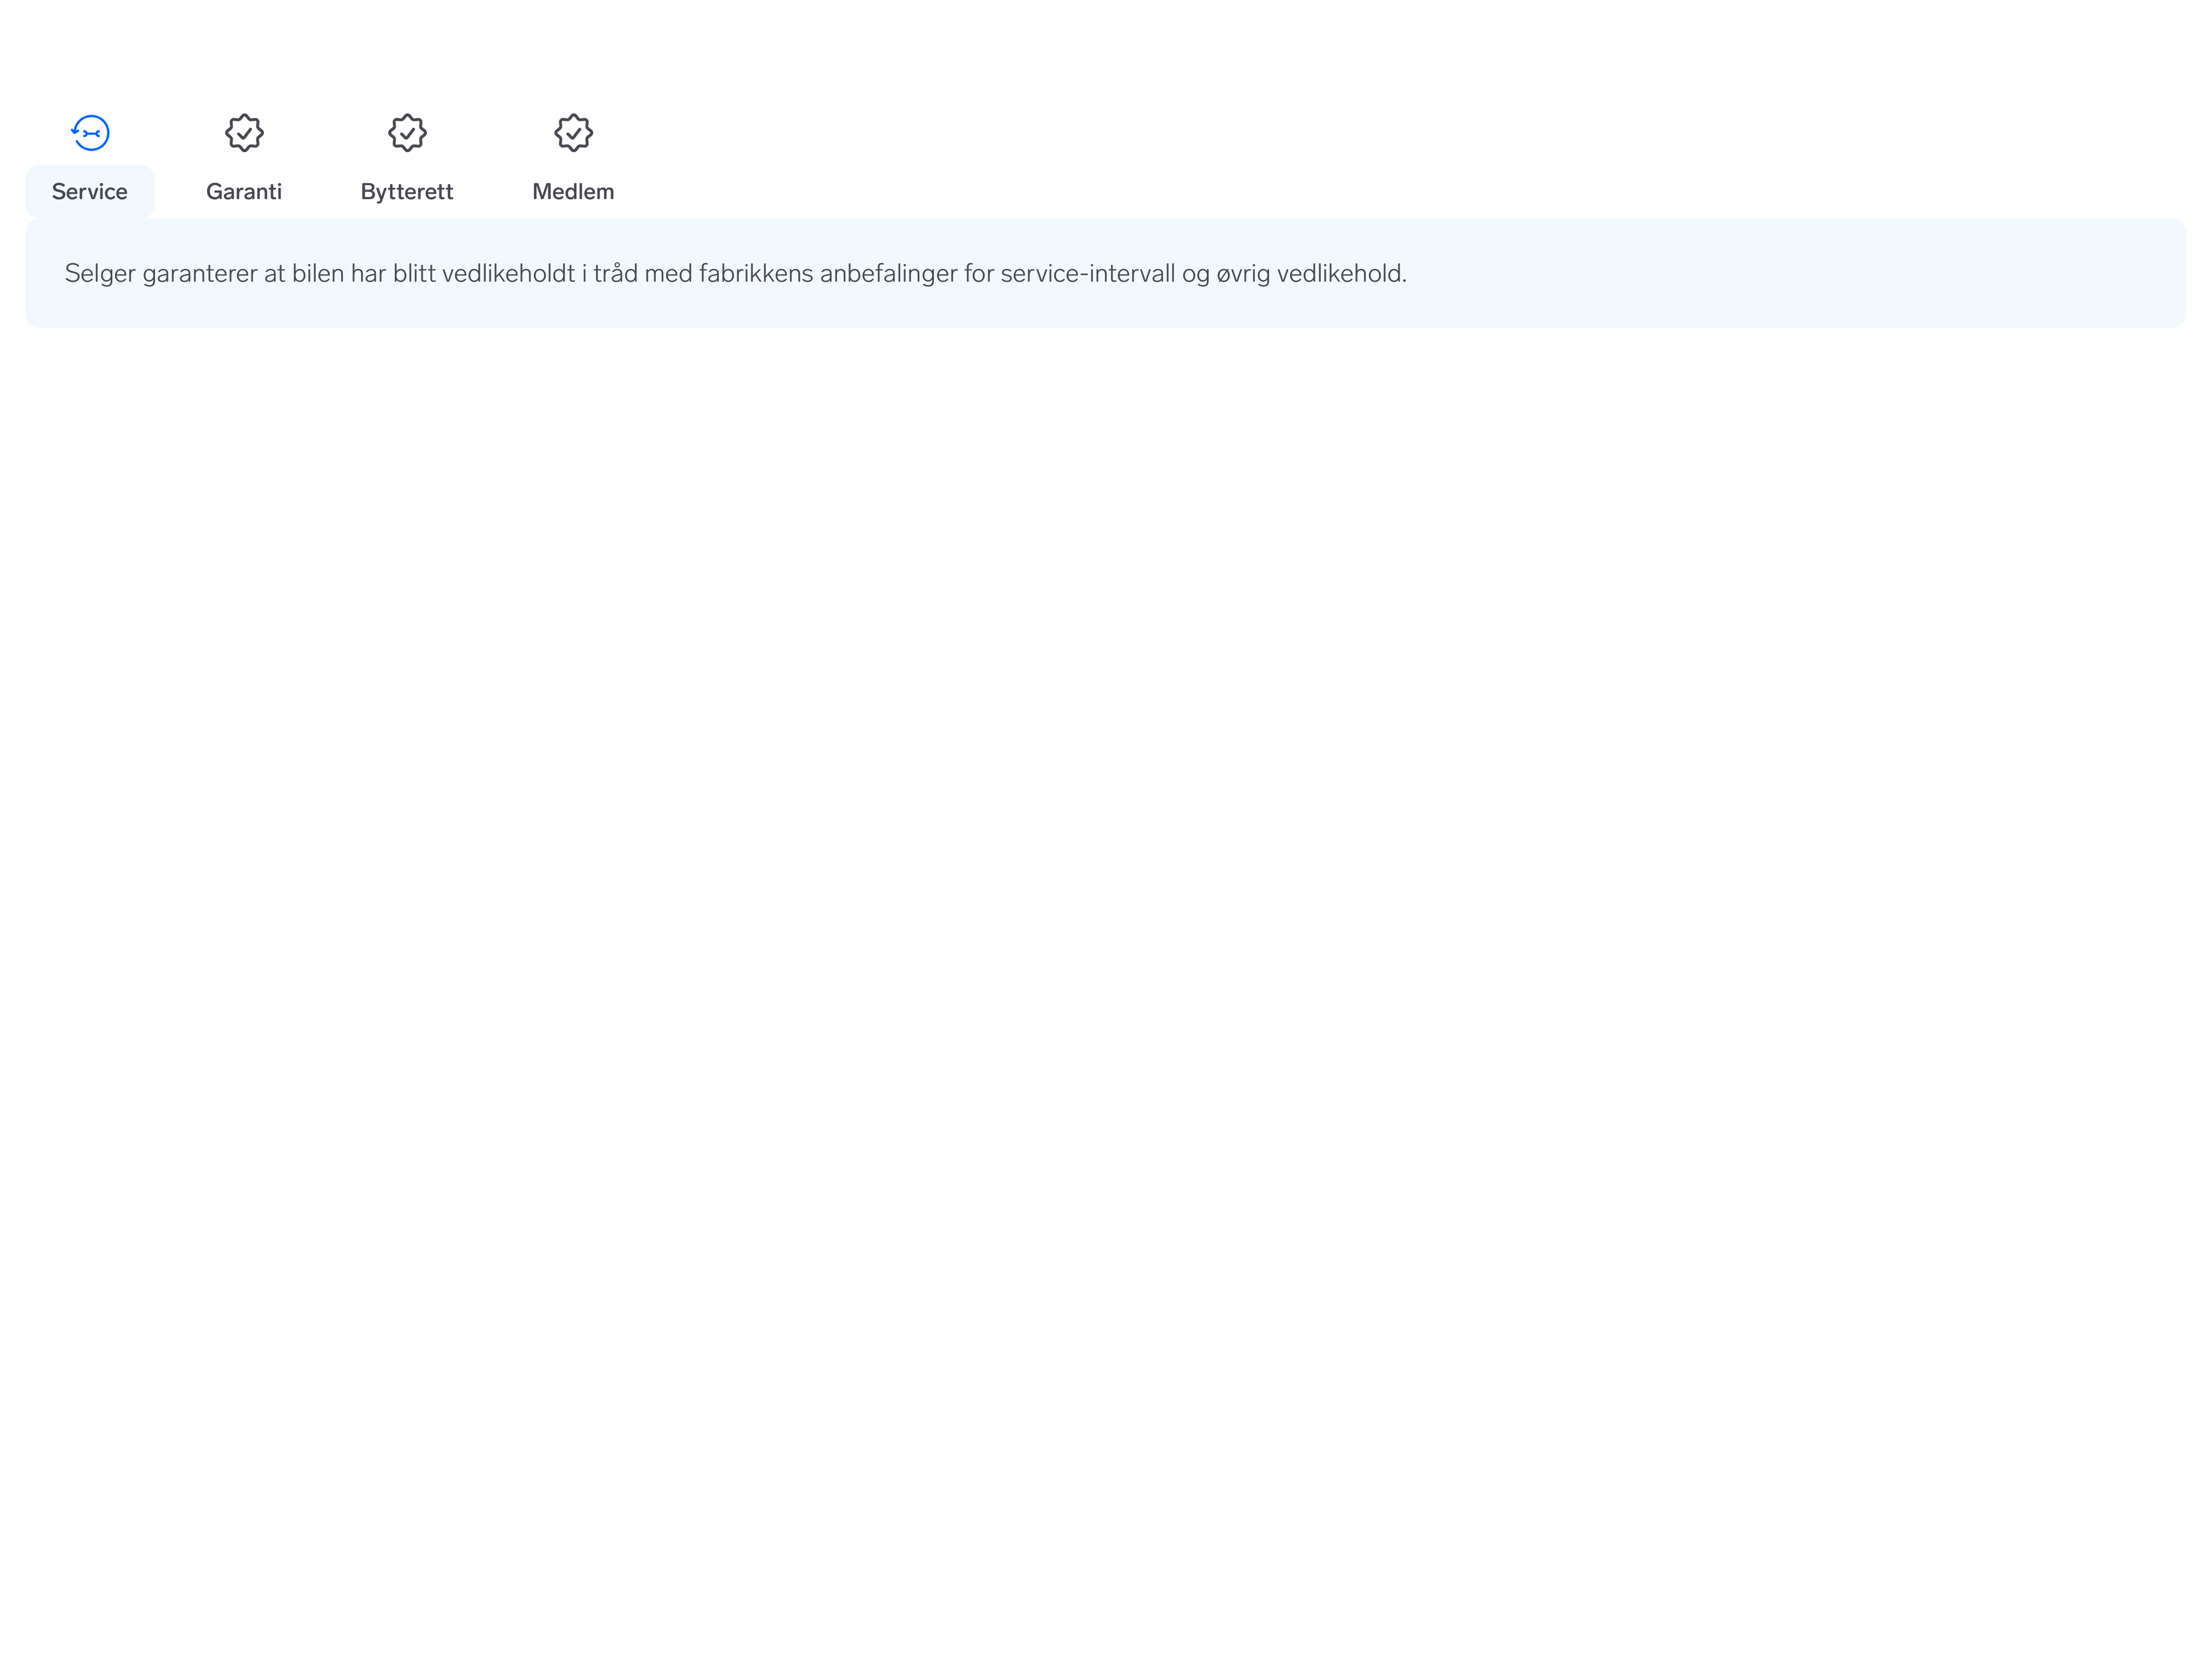 Service Garanti Bytterett Medlem
Selger garanterer at bilen har blitt vedlikeholdt i tråd med fabrikkens anbefalinger for service-intervall og øvrig vedlikehold.